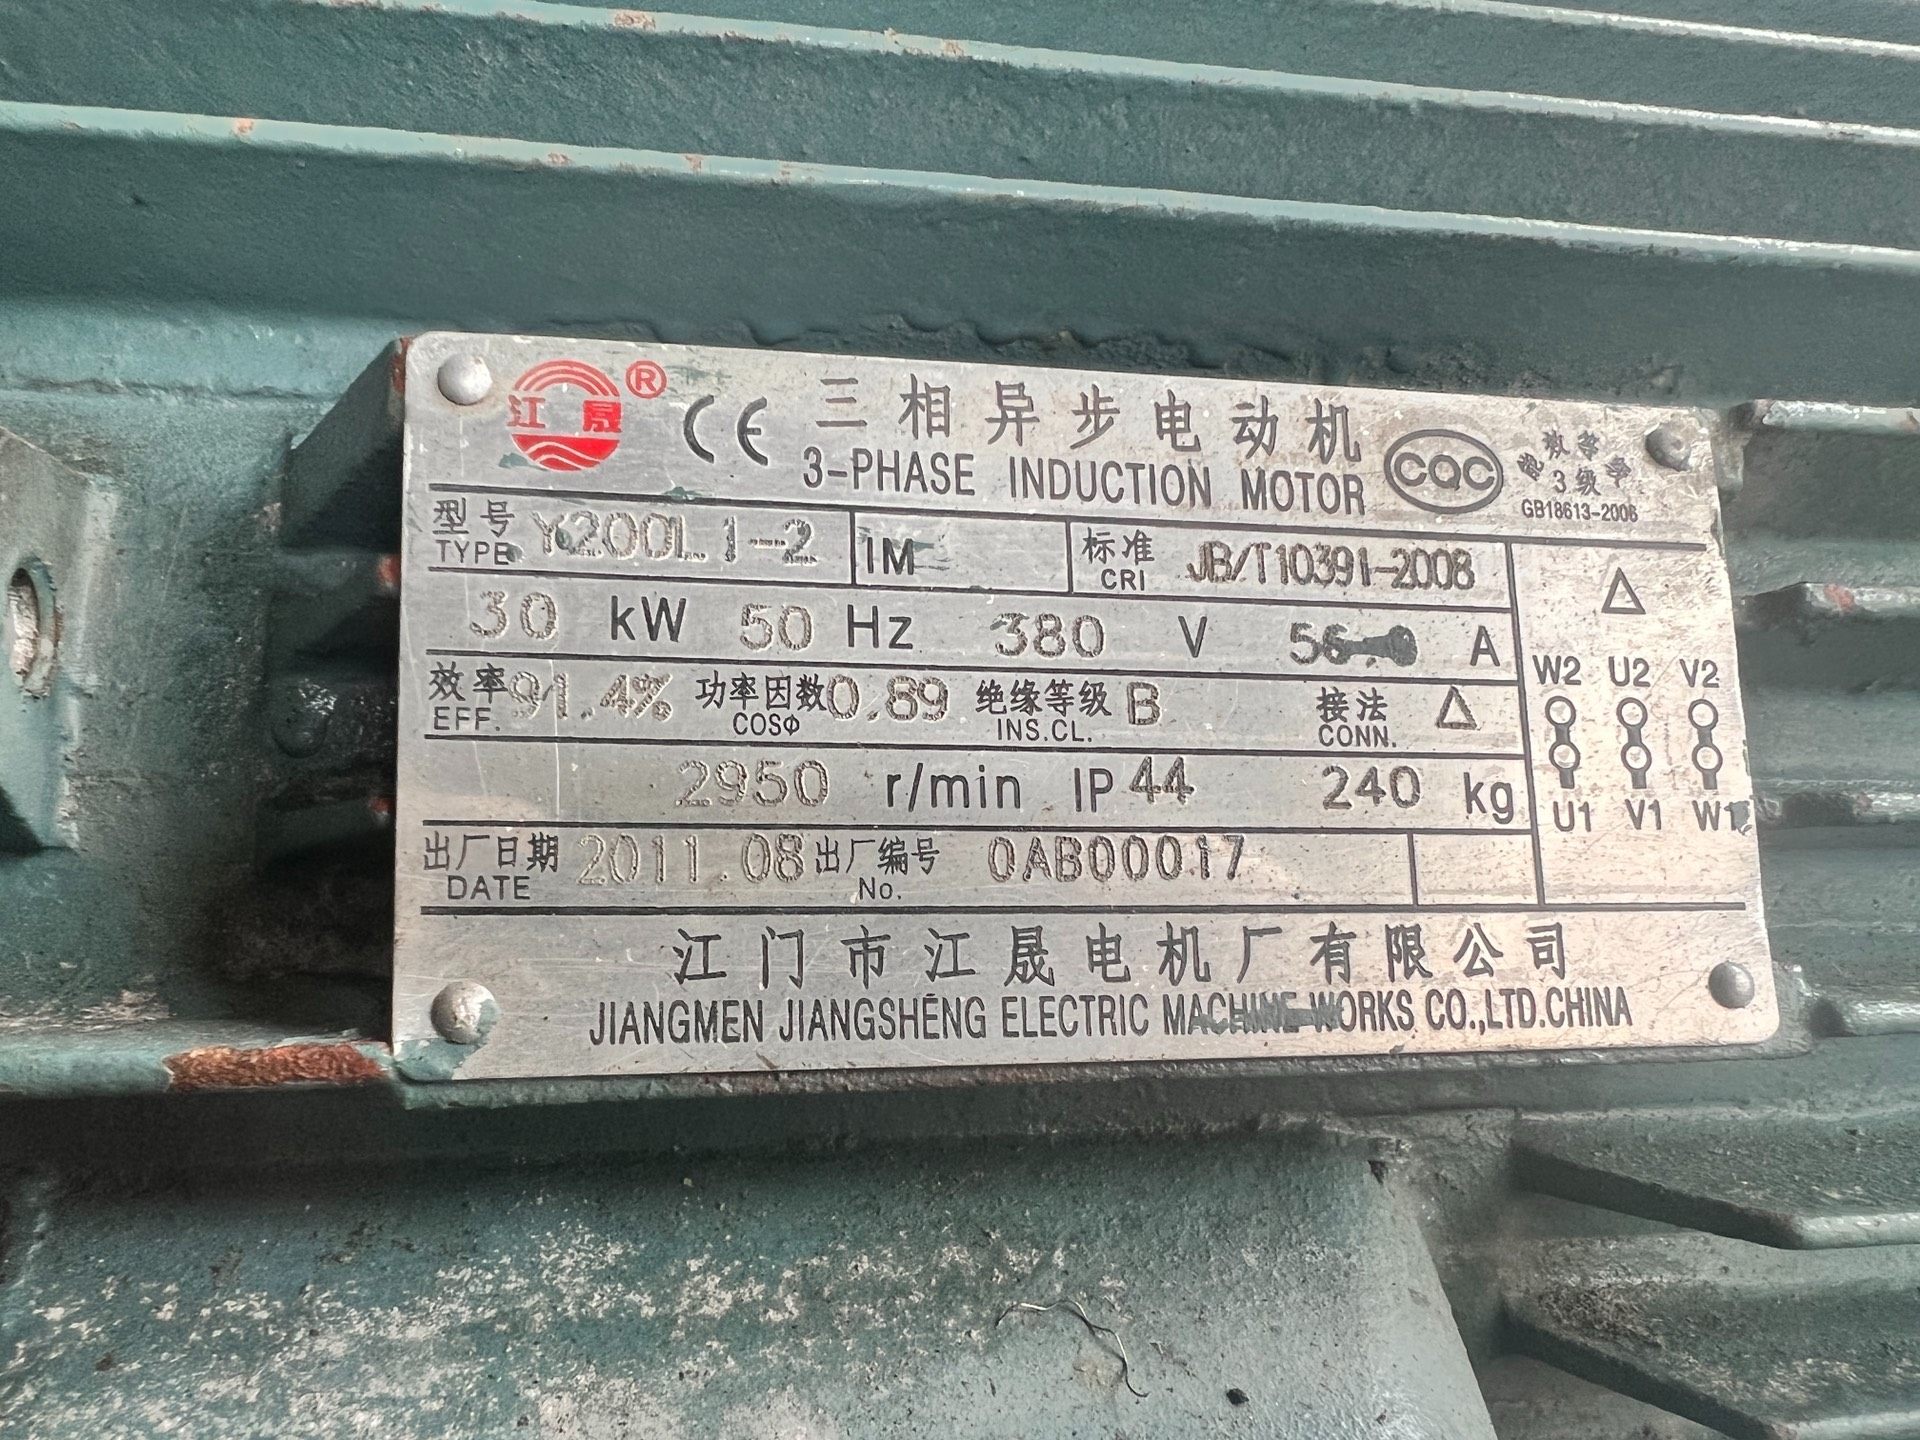 江晟 ® CE 三相异步电动机 CQC 能效等级
3-PHASE INDUCTION MOTOR 3级
GB18613-2006
型号 TYPE Y200L1-2 IM 标准 CRI JB/T10391-2008 △
30 kW 50 Hz 380 V A
W2 U2 V2
效率 EFF. 91.4% 功率因数 COSΦ 0.89 绝缘等级 INS.CL. B 接法 CONN. △
2950 r/min IP 44 240 kg
U1 V1 W1
出厂日期 DATE 2011.08 出厂编号 No. 0AB00017
江门市江晟电机厂有限公司
JIANGMEN JIANGSHENG ELECTRIC MACHINE WORKS CO.,LTD.CHINA